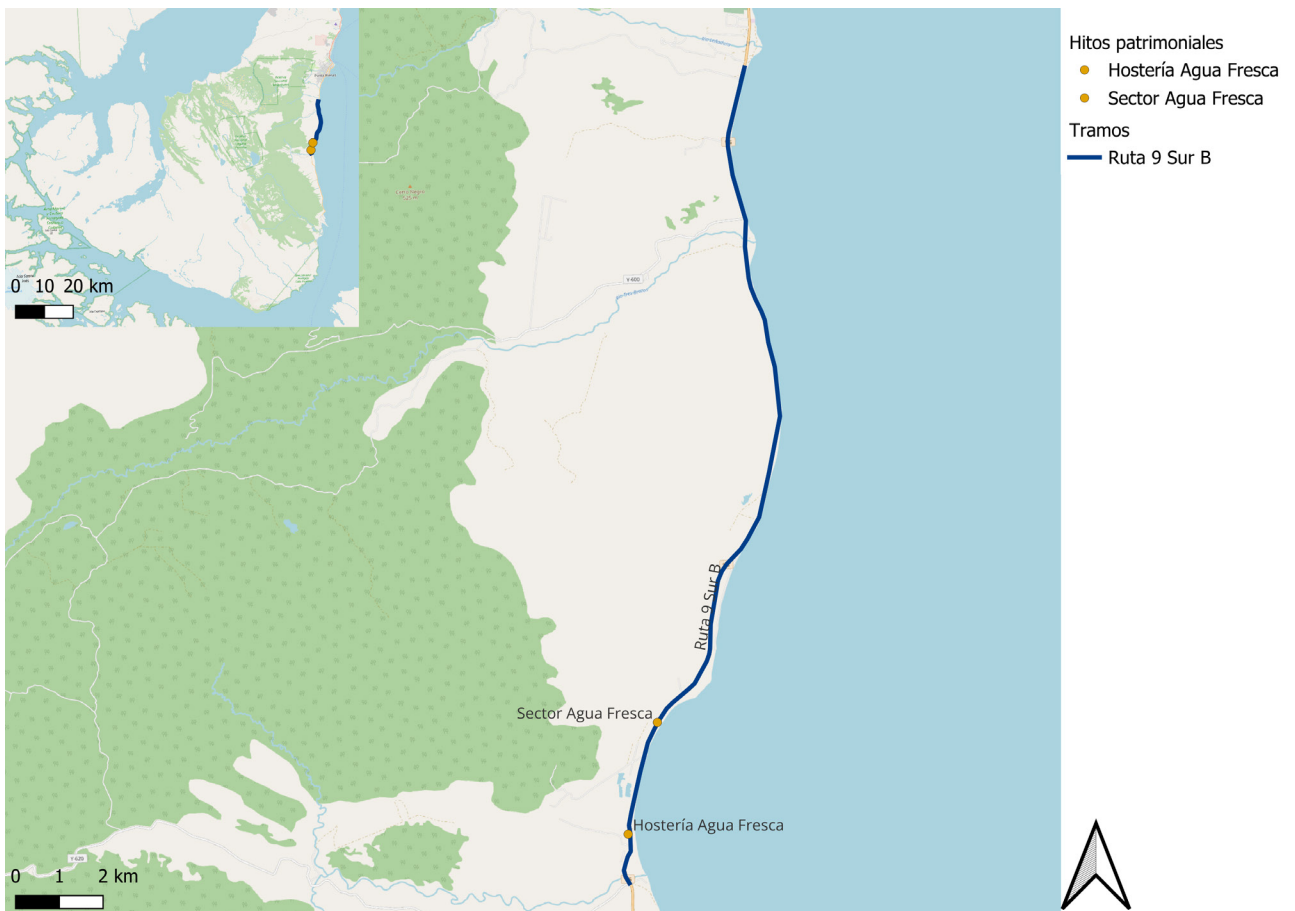 Hitos patrimoniales
Hostería Agua Fresca
Sector Agua Fresca
Tramos
Ruta 9 Sur B
0 10 20 km
Y-600
Ruta 9 Sur B
Sector Agua Fresca
Hostería Agua Fresca
Y-620
0 1 2 km